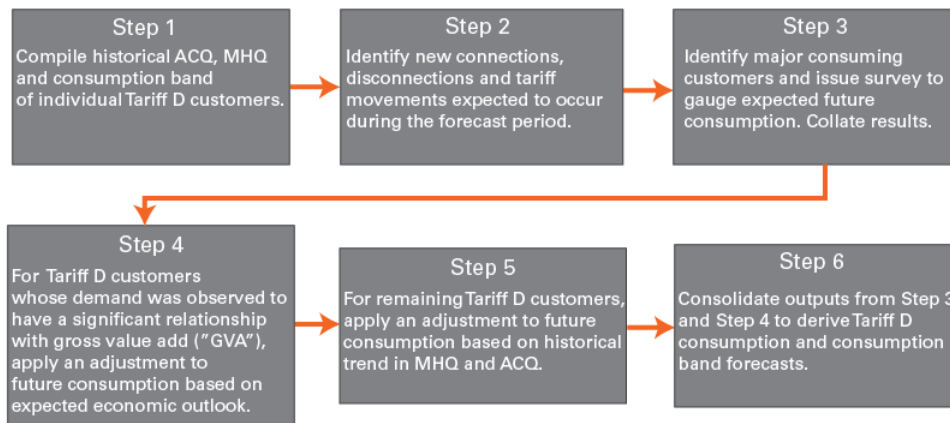 Step 1
Compile historical ACQ, MHQ
and consumption band
of individual Tariff D customers.
Step 2
Identify new connections,
disconnections and tariff
movements expected to occur
during the forecast period.
Step 3
Identify major consuming
customers and issue survey to
gauge expected future
consumption. Collate results.
Step 4
For Tariff D customers
whose demand was observed to
have a significant relationship
with gross value add ("GVA"),
apply an adjustment to
future consumption based on
expected economic outlook.
Step 5
For remaining Tariff D customers,
apply an adjustment to future
consumption based on historical
trend in MHQ and ACQ.
Step 6
Consolidate outputs from Step 3
and Step 4 to derive Tariff D
consumption and consumption
band forecasts.